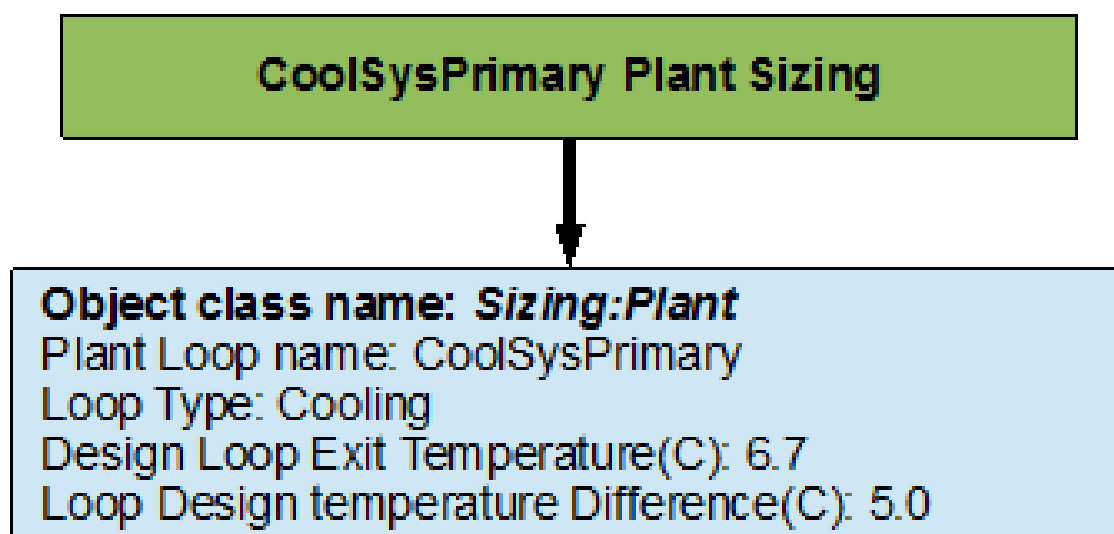 CoolSysPrimary Plant Sizing
Object class name: Sizing:Plant
Plant Loop name: CoolSysPrimary
Loop Type: Cooling
Design Loop Exit Temperature(C): 6.7
Loop Design temperature Difference(C): 5.0